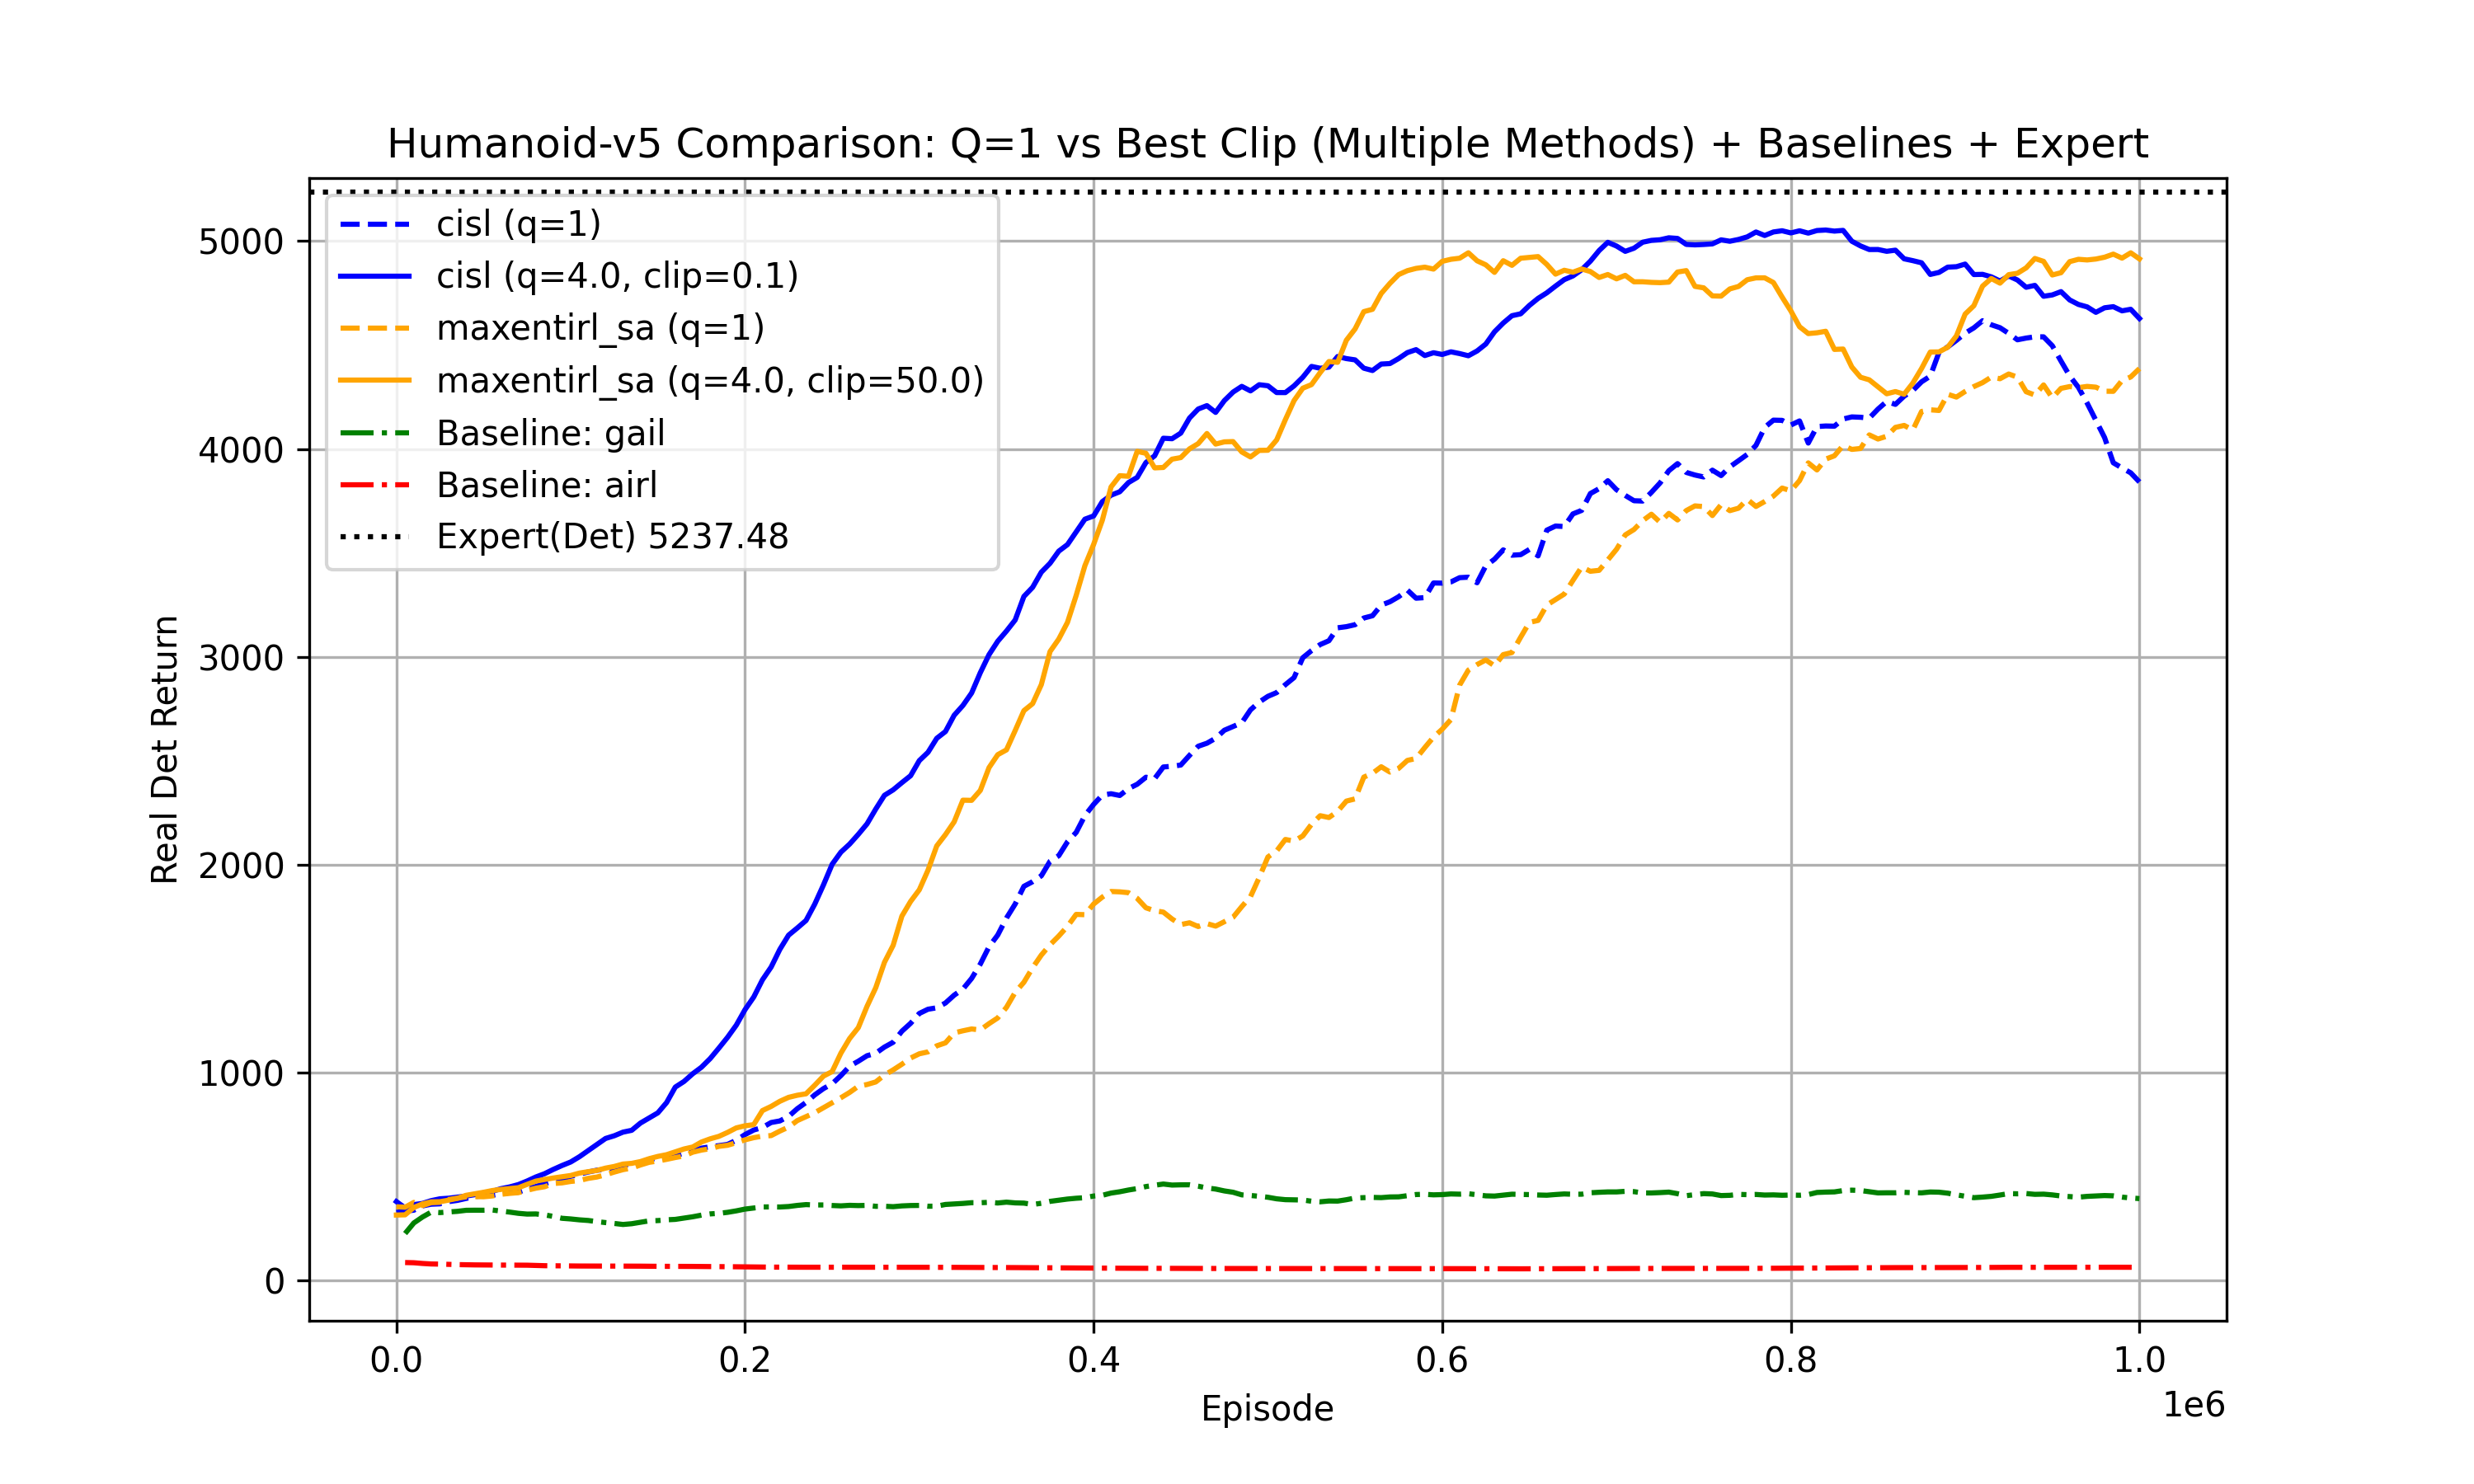 Humanoid-v5 Comparison: Q=1 vs Best Clip (Multiple Methods) + Baselines + Expert
cisl (q=1)
cisl (q=4.0, clip=0.1)
maxentirl_sa (q=1)
maxentirl_sa (q=4.0, clip=50.0)
Baseline: gail
Baseline: airl
Expert(Det) 5237.48
Real Det Return
5000
4000
3000
2000
1000
0
0.0 0.2 0.4 0.6 0.8 1.0
1e6
Episode